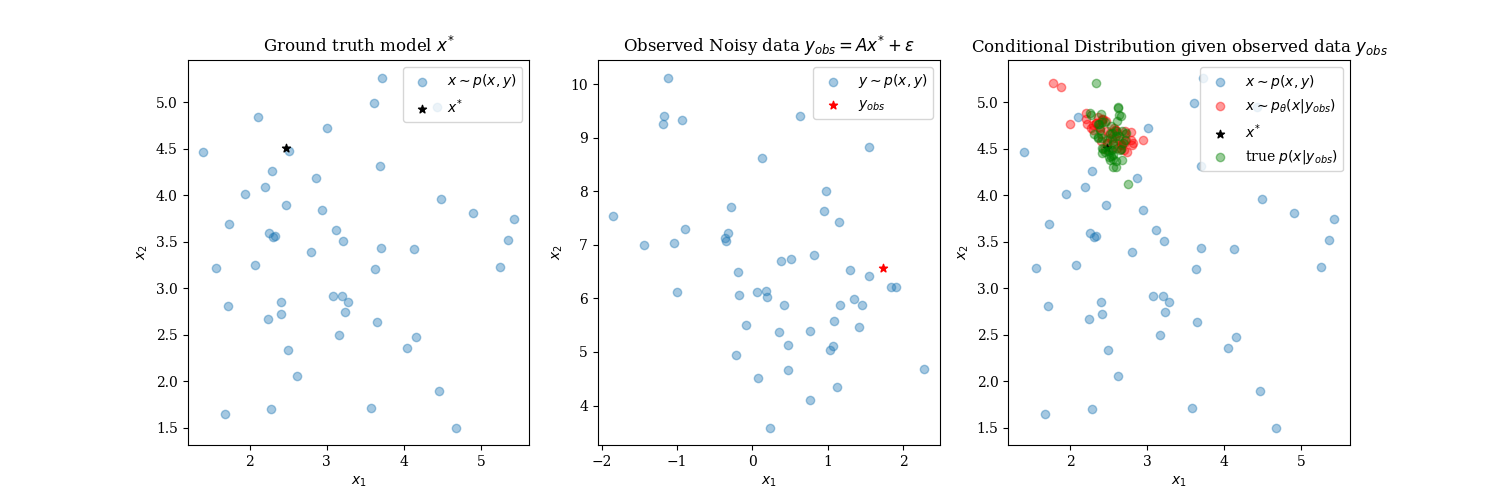 Ground truth model $x^*$
5.0
4.5
4.0
3.5
3.0
2.5
2.0
1.5
$x_2$
2 3 4 5
$x_1$
$x \sim p(x, y)$
$x^*$
Observed Noisy data $y_{obs} = Ax^* + \varepsilon$
10
9
8
7
6
5
4
$x_2$
−2 −1 0 1 2
$x_1$
$y \sim p(x, y)$
$y_{obs}$
Conditional Distribution given observed data $y_{obs}$
5.0
4.5
4.0
3.5
3.0
2.5
2.0
1.5
$x_2$
2 3 4 5
$x_1$
$x \sim p(x, y)$
$x \sim p_\theta(x|y_{obs})$
$x^*$
true $p(x|y_{obs})$